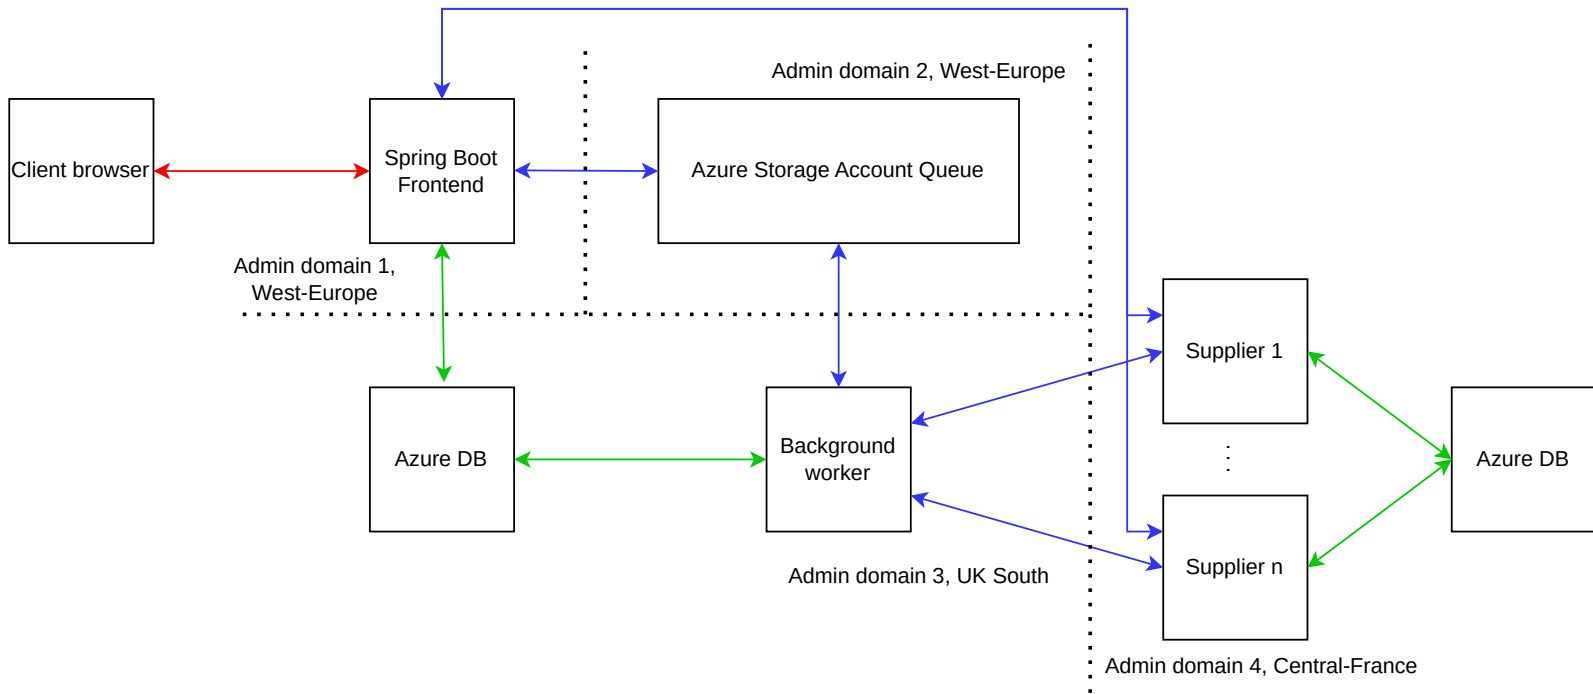 Admin domain 2, West-Europe
Client browser
Spring Boot
Frontend
Azure Storage Account Queue
Admin domain 1,
West-Europe
Supplier 1
Azure DB
Background
worker
Azure DB
Supplier n
Admin domain 3, UK South
Admin domain 4, Central-France